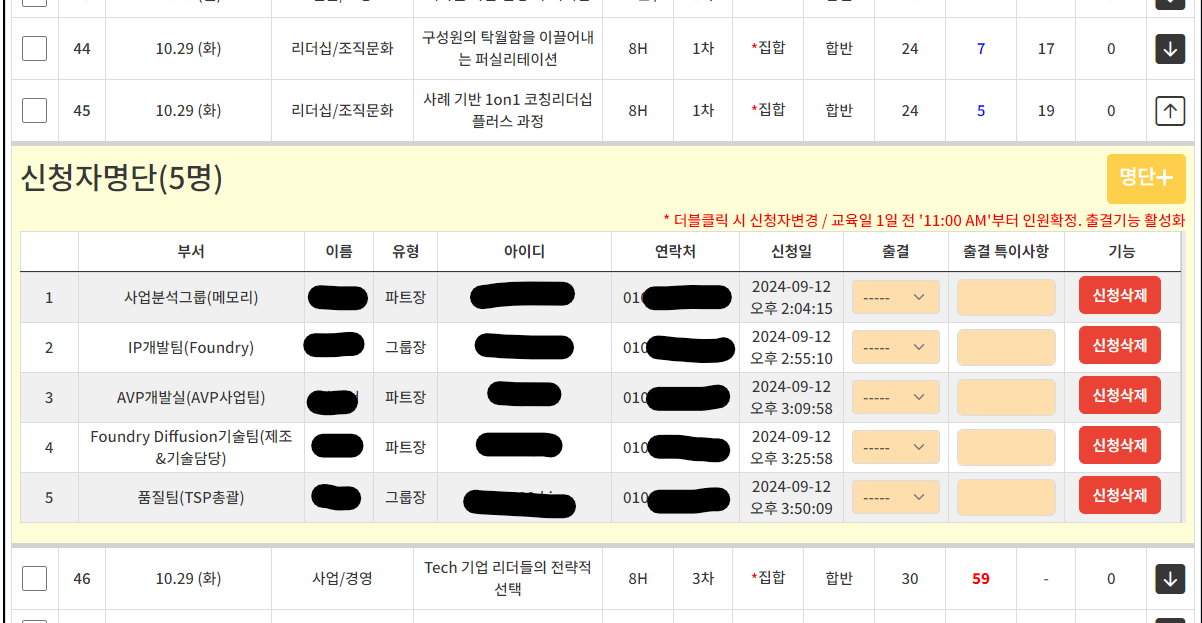 44 10.29 (화) 리더십/조직문화 구성원의 탁월함을 이끌어내 8H 1차 *집합 합반 24 7 17 0
는 퍼실리테이션
45 10.29 (화) 리더십/조직문화 사례 기반 1on1 코칭리더십 8H 1차 *집합 합반 24 5 19 0
플러스 과정
신청자명단(5명) 명단+
* 더블클릭 시 신청자변경 / 교육일 1일 전 '11:00 AM'부터 인원확정. 출결기능 활성화
부서 이름 유형 아이디 연락처 신청일 출결 출결 특이사항 기능
1 사업분석그룹(메모리) 파트장 01 2024-09-12 ----- 신청삭제
오후 2:04:15
2 IP개발팀(Foundry) 그룹장 010 2024-09-12 ----- 신청삭제
오후 2:55:10
3 AVP개발실(AVP사업팀) 파트장 010 2024-09-12 ----- 신청삭제
오후 3:09:58
4 Foundry Diffusion기술팀(제조 파트장 010 2024-09-12 ----- 신청삭제
&기술담당) 오후 3:25:58
5 품질팀(TSP총괄) 그룹장 010 2024-09-12 ----- 신청삭제
오후 3:50:09
46 10.29 (화) 사업/경영 Tech 기업 리더들의 전략적 8H 3차 *집합 합반 30 59 - 0
선택